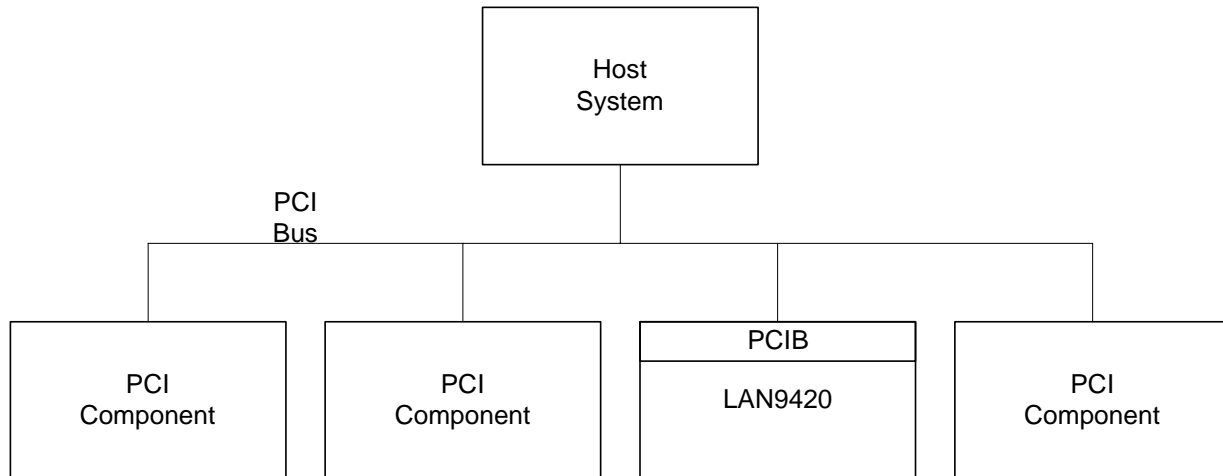 Host
System
PCI
Bus
PCI
Component
PCI
Component
PCIB
LAN9420
PCI
Component